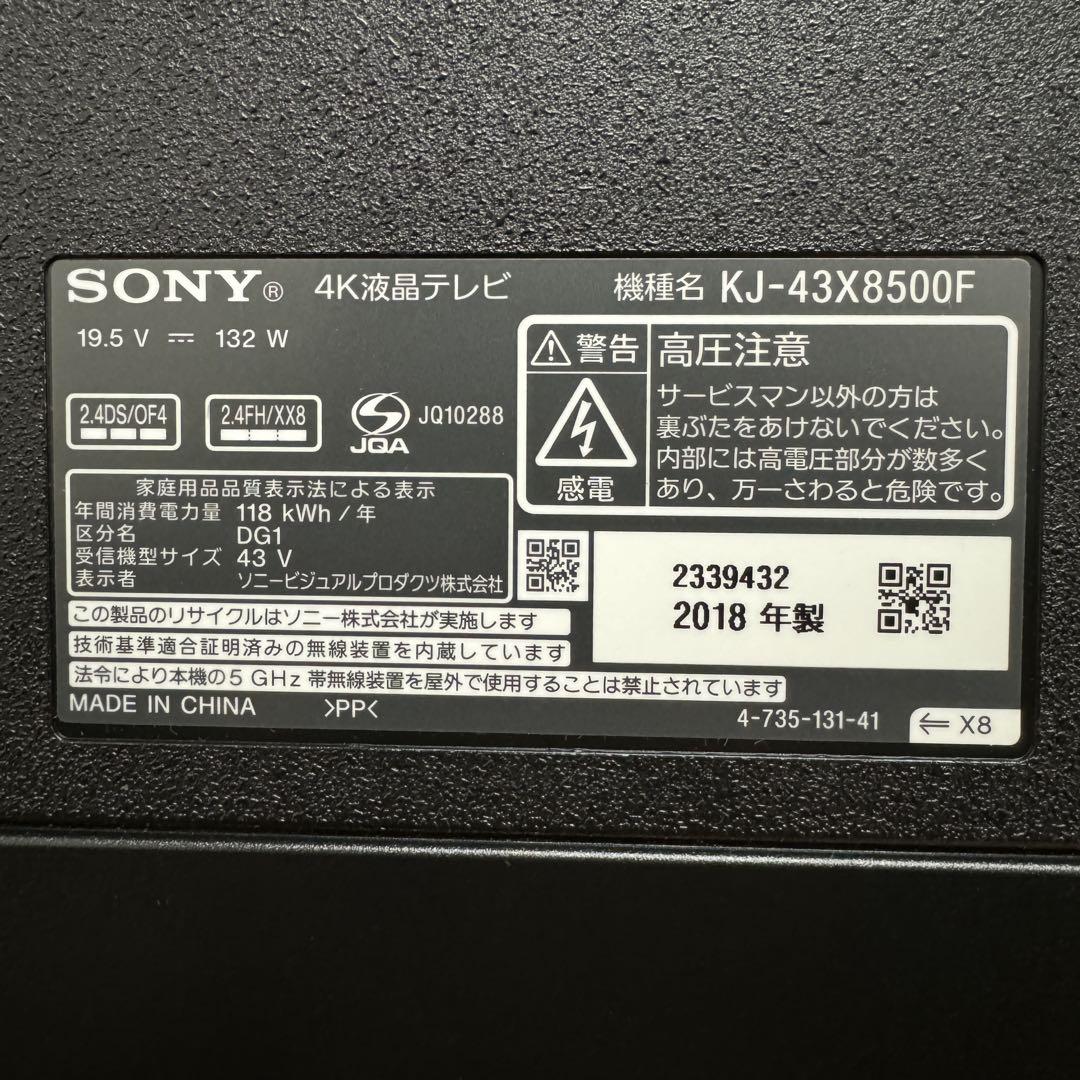 SONY® 4K液晶テレビ 機種名 KJ-43X8500F
19.5 V ⎓ 132 W
2.4DS/OF4 2.4FH/XX8 JQA JQ10288
⚠警告 高圧注意
感電
サービスマン以外の方は
裏ぶたをあけないでください。
内部には高電圧部分が数多く
あり、万一さわると危険です。
家庭用品品質表示法による表示
年間消費電力量 118 kWh / 年
区分名 DG1
受信機型サイズ 43 V
表示者 ソニービジュアルプロダクツ株式会社
2339432
2018 年製
この製品のリサイクルはソニー株式会社が実施します
技術基準適合証明済みの無線装置を内蔵しています
法令により本機の5 GHz 帯無線装置を屋外で使用することは禁止されています
MADE IN CHINA >PP< 4-735-131-41 ⇐ X8